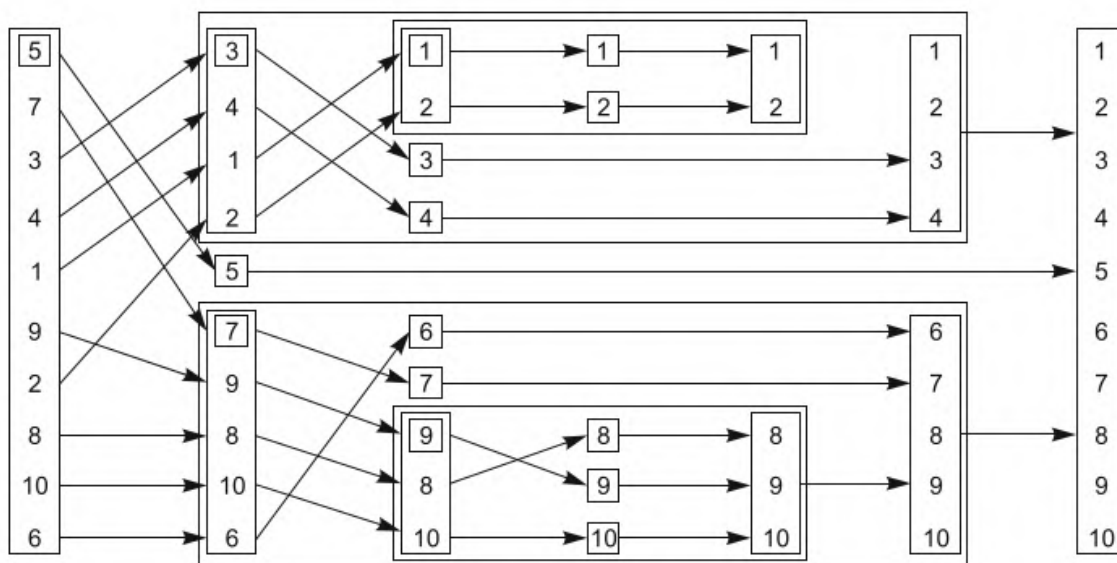 5 3 1 1 1 1 1
7 4 2 2 2 2 2
3 1 3 3 3
4 2 4 4 4
1 5 5
9 7 6 6 6
2 9 7 7 7
8 8 9 8 8 8 8
10 10 8 9 9 9 9
6 6 10 10 10 10 10